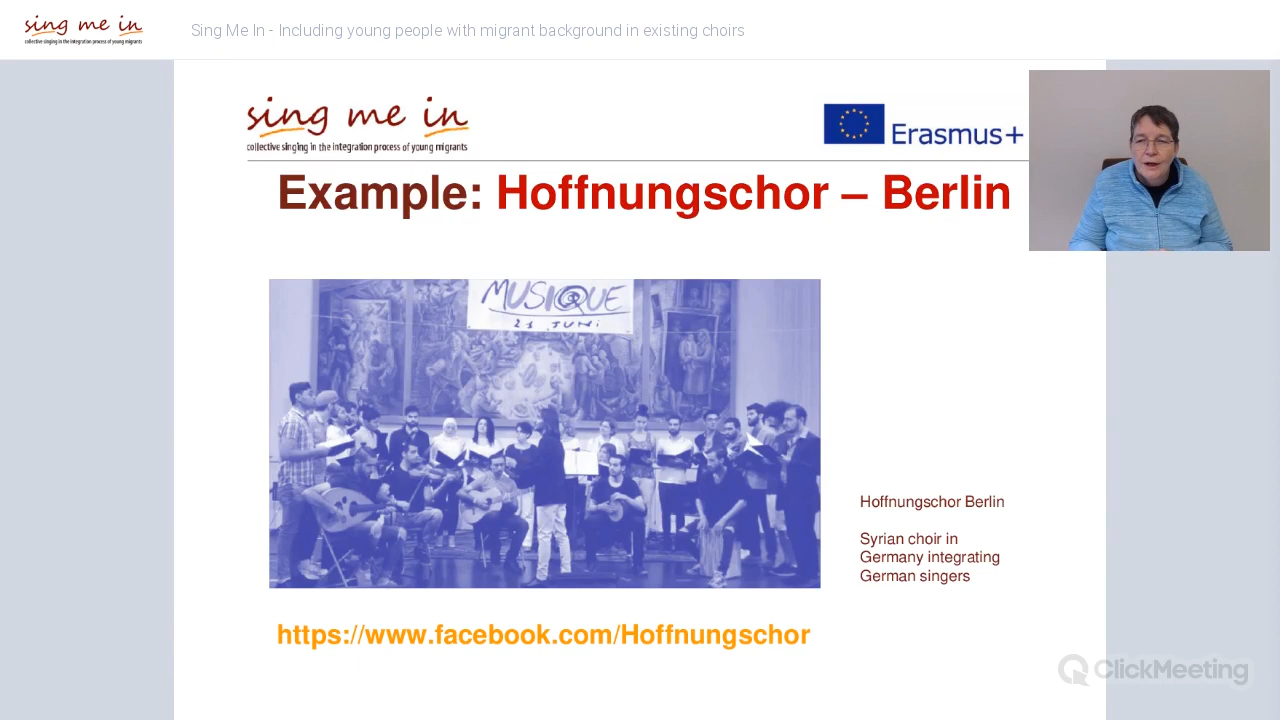 sing me in
collective singing in the integration process of young migrants
Sing Me In - Including young people with migrant background in existing choirs
sing me in
collective singing in the integration process of young migrants
Erasmus+
Example: Hoffnungschor – Berlin
MUSIQUE
21 JUNi
Hoffnungschor Berlin
Syrian choir in
Germany integrating
German singers
https://www.facebook.com/Hoffnungschor
ClickMeeting